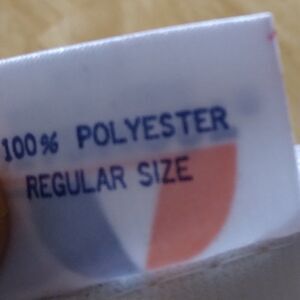 100% POLYESTER
REGULAR SIZE